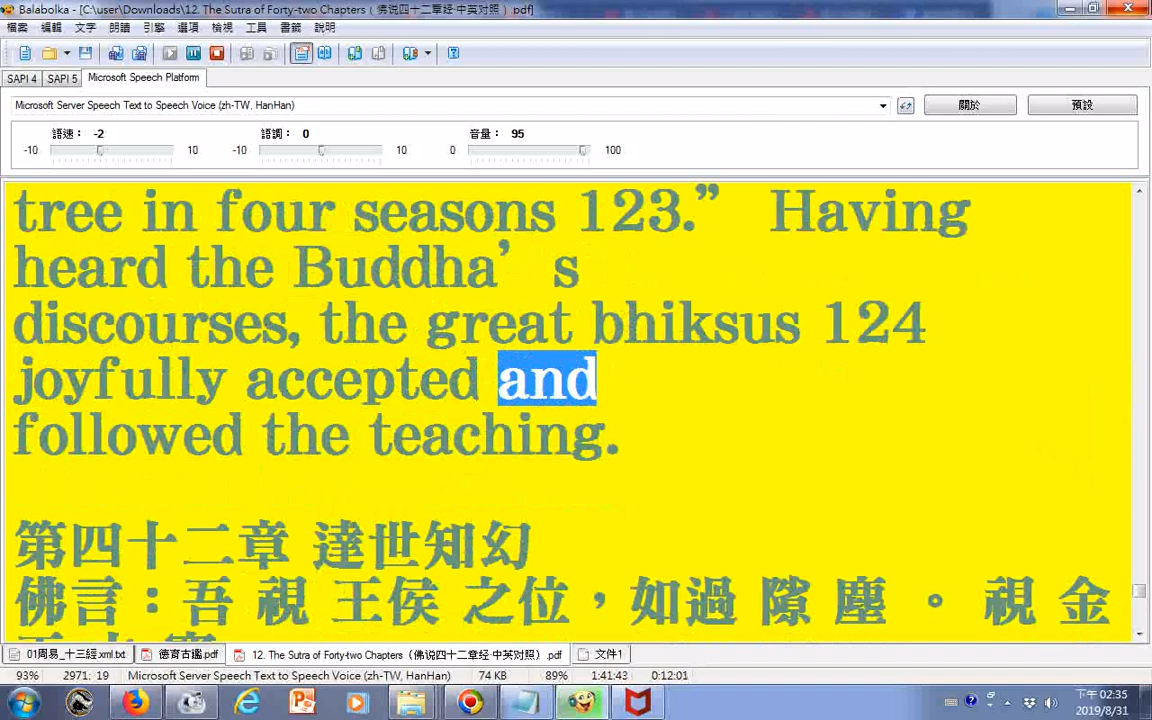 Balabolka - [C:\user\Downloads\12. The Sutra of Forty-two Chapters（佛说四十二章经·中英对照）.pdf]
檔案 編輯 文字 朗讀 引擎 選項 檢視 工具 書籤 說明
SAPI 4 SAPI 5 Microsoft Speech Platform
Microsoft Server Speech Text to Speech Voice (zh-TW, HanHan) 關於 預設
語速： -2 語調： 0 音量： 95
-10 10 -10 10 0 100
tree in four seasons 123.” Having
heard the Buddha’s
discourses, the great bhiksus 124
joyfully accepted and
followed the teaching.
第四十二章 達世知幻
佛言：吾 視 王侯 之位，如過 隙 塵 。 視 金
01周易_十三經.xml.txt 德育古鑑.pdf 12. The Sutra of Forty-two Chapters（佛说四十二章经·中英对照）.pdf 文件1
93% 2971: 19 Microsoft Server Speech Text to Speech Voice (zh-TW, HanHan) 74 KB 89% 1:41:43 0:12:01
下午 02:35
2019/8/31